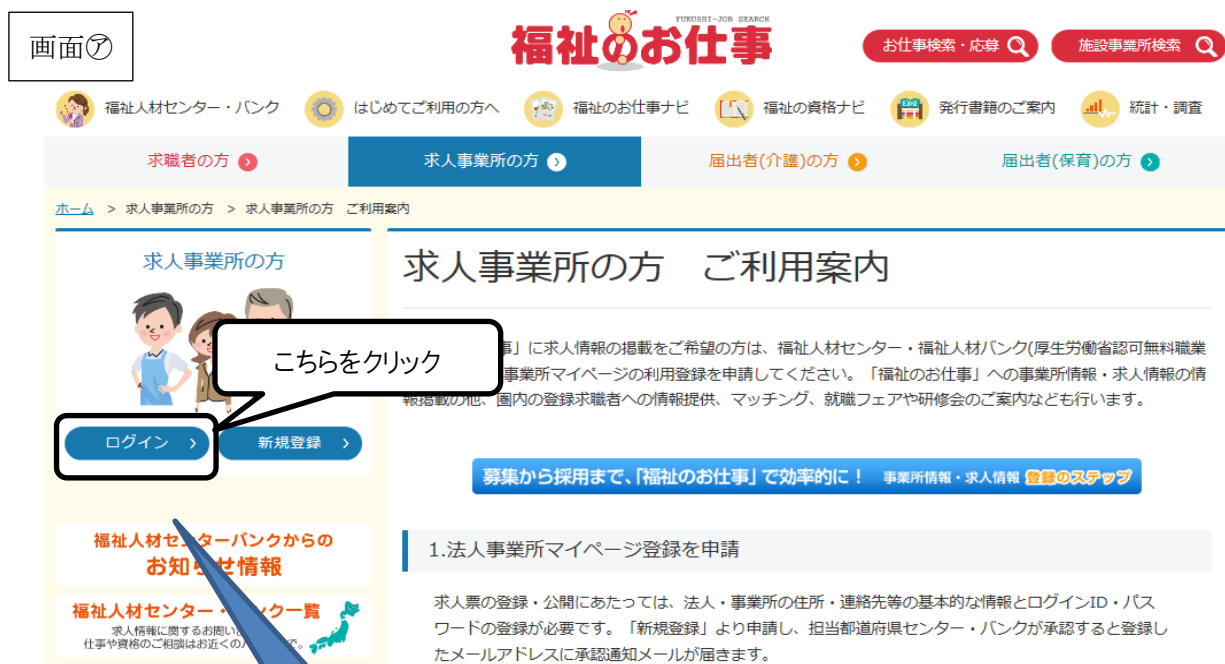 画面㋐
FUKUSHI-JOB SEARCH
福祉のお仕事
お仕事検索・応募
施設事業所検索
福祉人材センター・バンク
はじめてご利用の方へ
福祉のお仕事ナビ
福祉の資格ナビ
発行書籍のご案内
統計・調査
求職者の方
求人事業所の方
届出者(介護)の方
届出者(保育)の方
ホーム > 求人事業所の方 > 求人事業所の方 ご利用案内
求人事業所の方
こちらをクリック
ログイン
新規登録
福祉人材センターバンクからの
お知らせ情報
福祉人材センター・バンク一覧
求人情報に関するお問い
仕事や資格のご相談はお近くの
求人事業所の方 ご利用案内
事」に求人情報の掲載をご希望の方は、福祉人材センター・福祉人材バンク(厚生労働省認可無料職業
事業所マイページの利用登録を申請してください。「福祉のお仕事」への事業所情報・求人情報の情
報掲載の他、圏内の登録求職者への情報提供、マッチング、就職フェアや研修会のご案内なども行います。
募集から採用まで、「福祉のお仕事」で効率的に! 事業所情報・求人情報 登録のステップ
1.法人事業所マイページ登録を申請
求人票の登録・公開にあたっては、法人・事業所の住所・連絡先等の基本的な情報とログインID・パス
ワードの登録が必要です。「新規登録」より申請し、担当都道府県センター・バンクが承認すると登録し
たメールアドレスに承認通知メールが届きます。